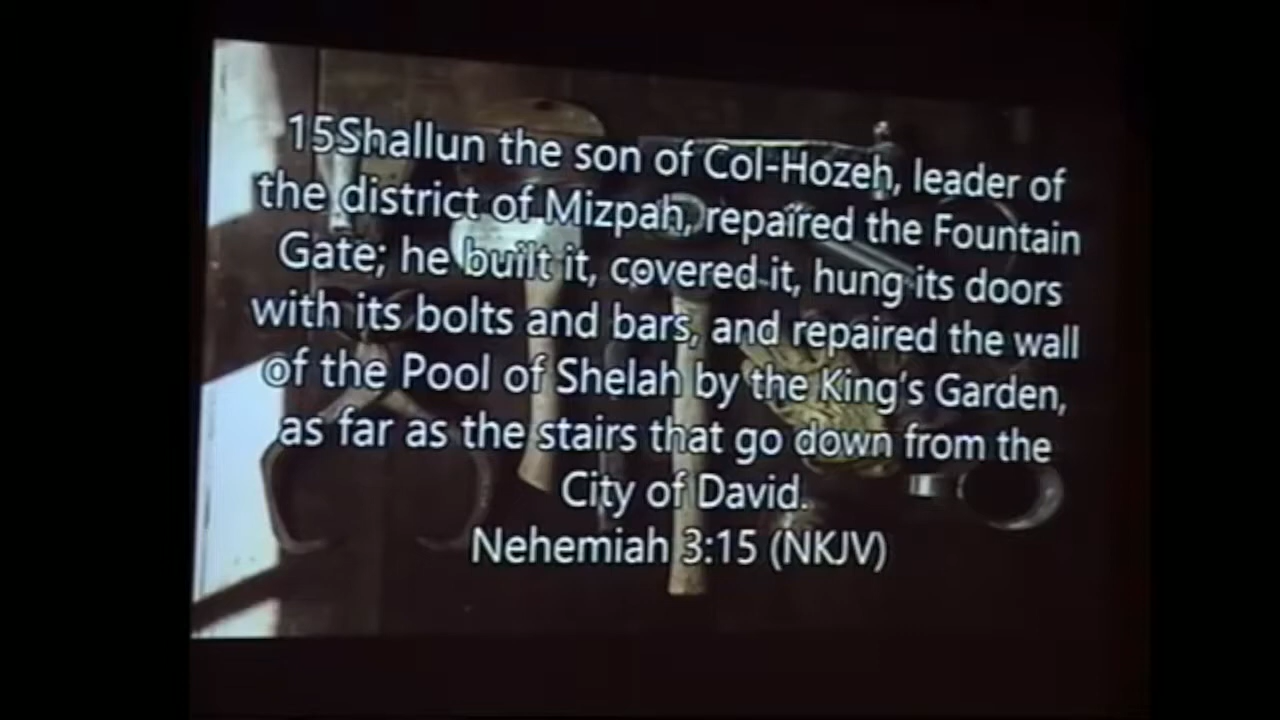 15Shallun the son of Col-Hozeh, leader of
the district of Mizpah, repaired the Fountain
Gate; he built it, covered it, hung its doors
with its bolts and bars, and repaired the wall
of the Pool of Shelah by the King's Garden,
as far as the stairs that go down from the
City of David.
Nehemiah 3:15 (NKJV)